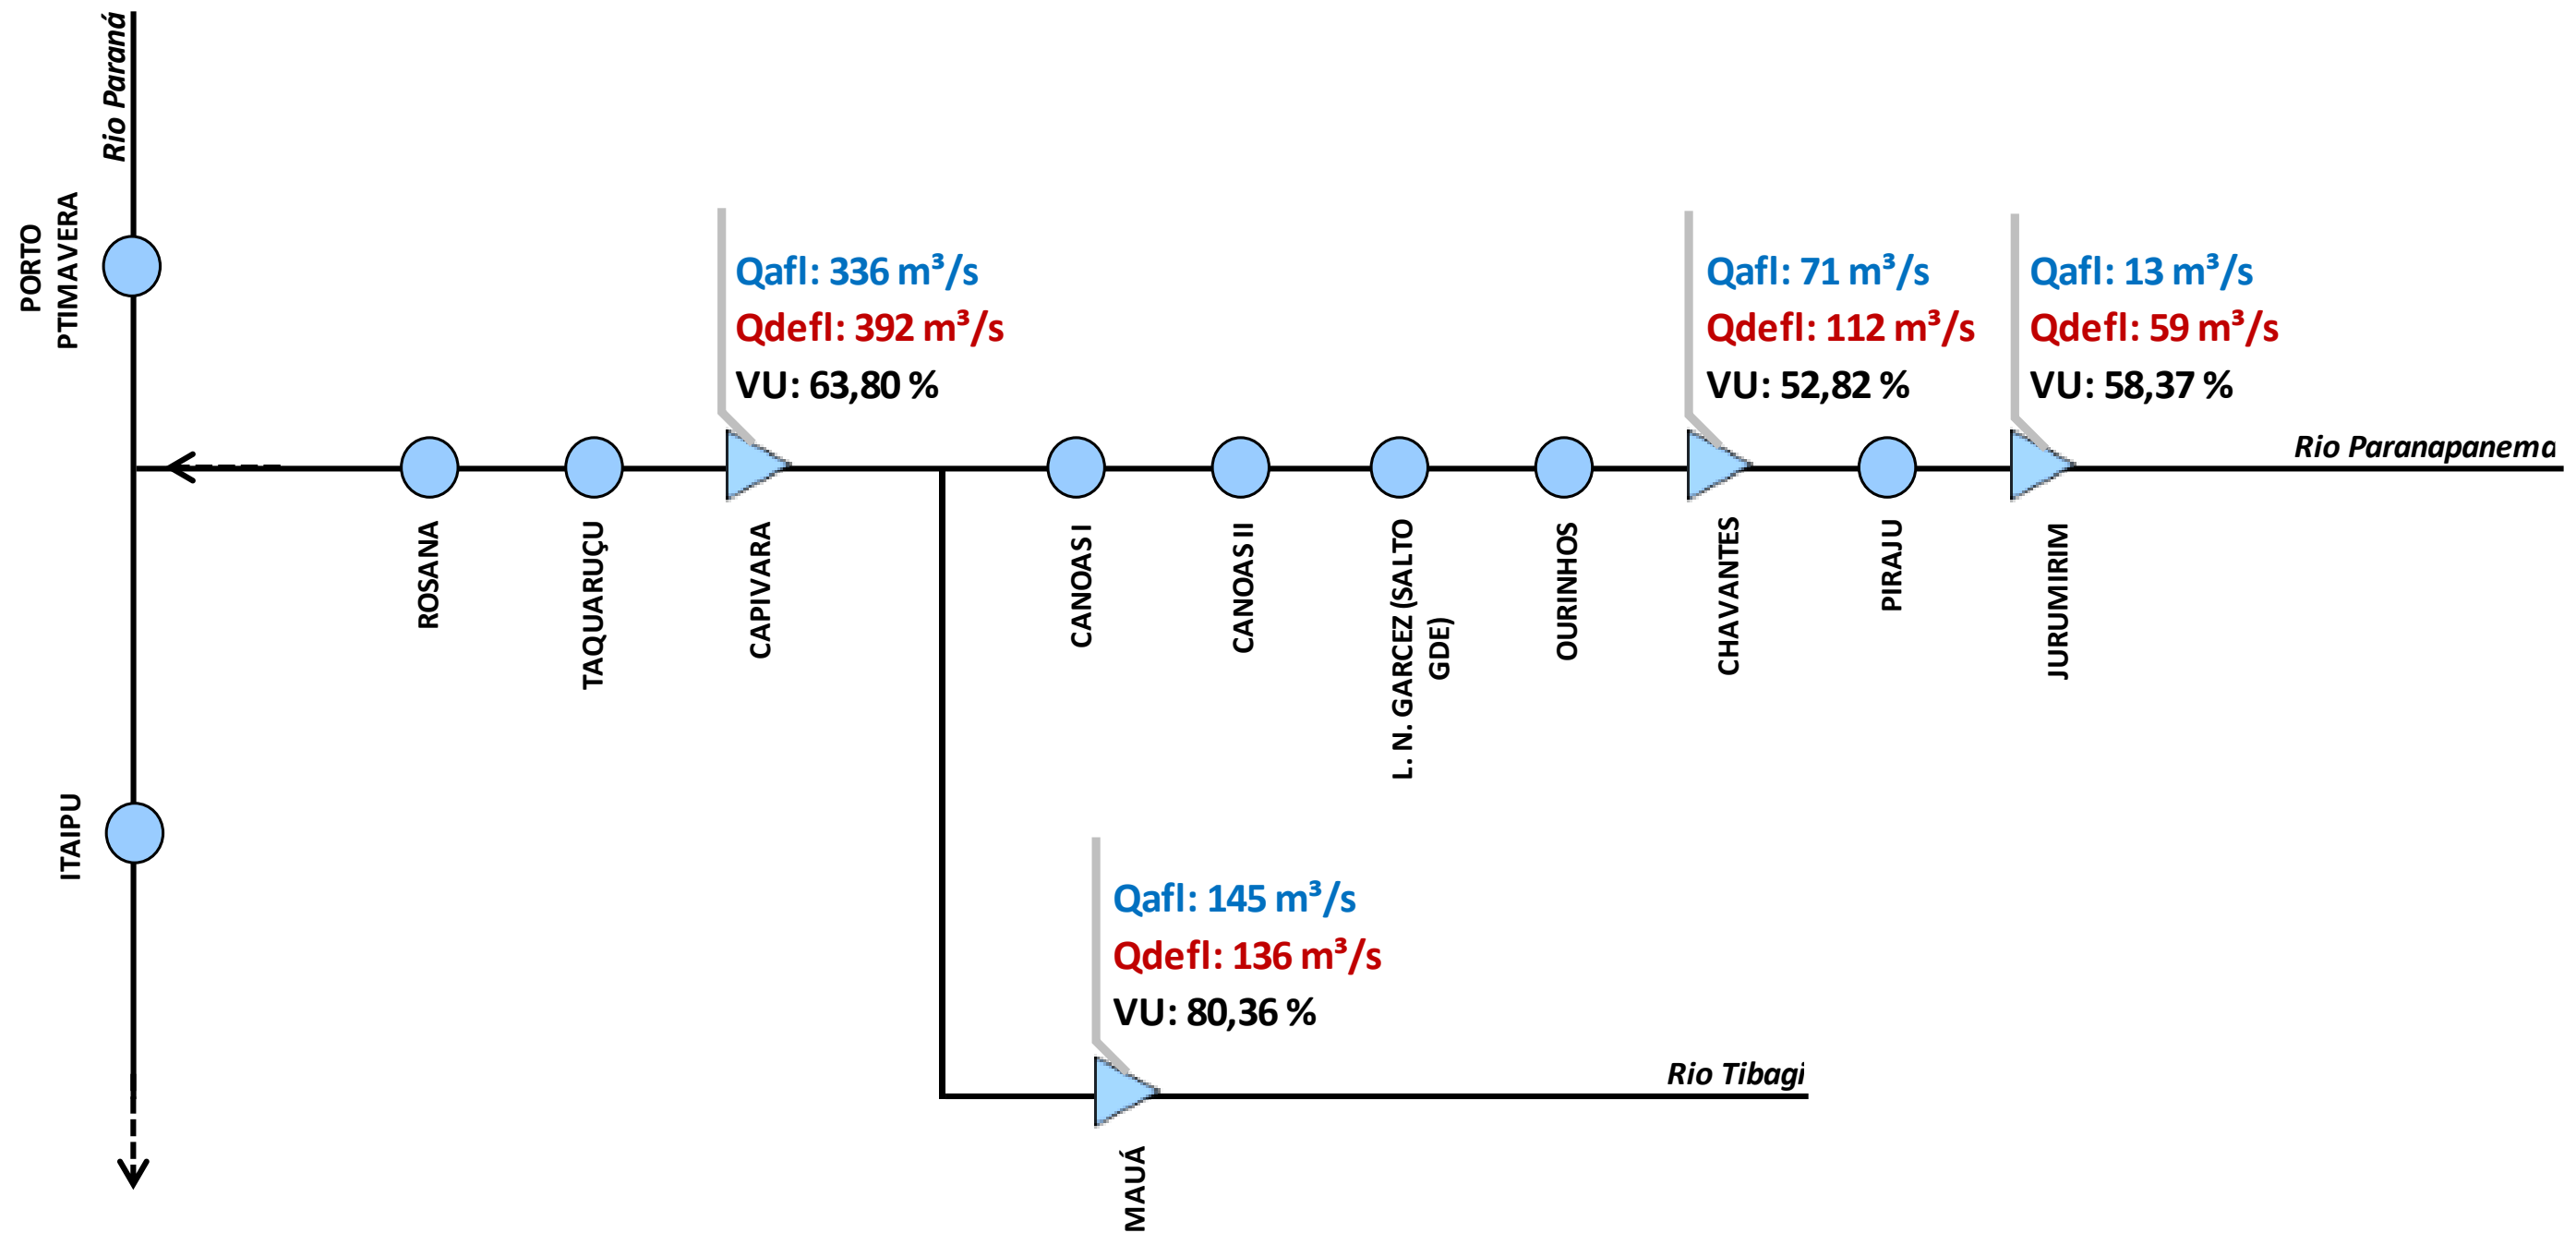 Rio Paraná
PORTO
PTIMAVERA
Qafl: 336 m³/s
Qdefl: 392 m³/s
VU: 63,80 %
Qafl: 71 m³/s
Qdefl: 112 m³/s
VU: 52,82 %
Qafl: 13 m³/s
Qdefl: 59 m³/s
VU: 58,37 %
Rio Paranapanema
ROSANA
TAQUARUÇU
CAPIVARA
CANOAS I
CANOAS II
L. N. GARCEZ (SALTO
GDE)
OURINHOS
CHAVANTES
PIRAJU
JURUMIRIM
ITAIPU
Qafl: 145 m³/s
Qdefl: 136 m³/s
VU: 80,36 %
Rio Tibagi
MAUÁ